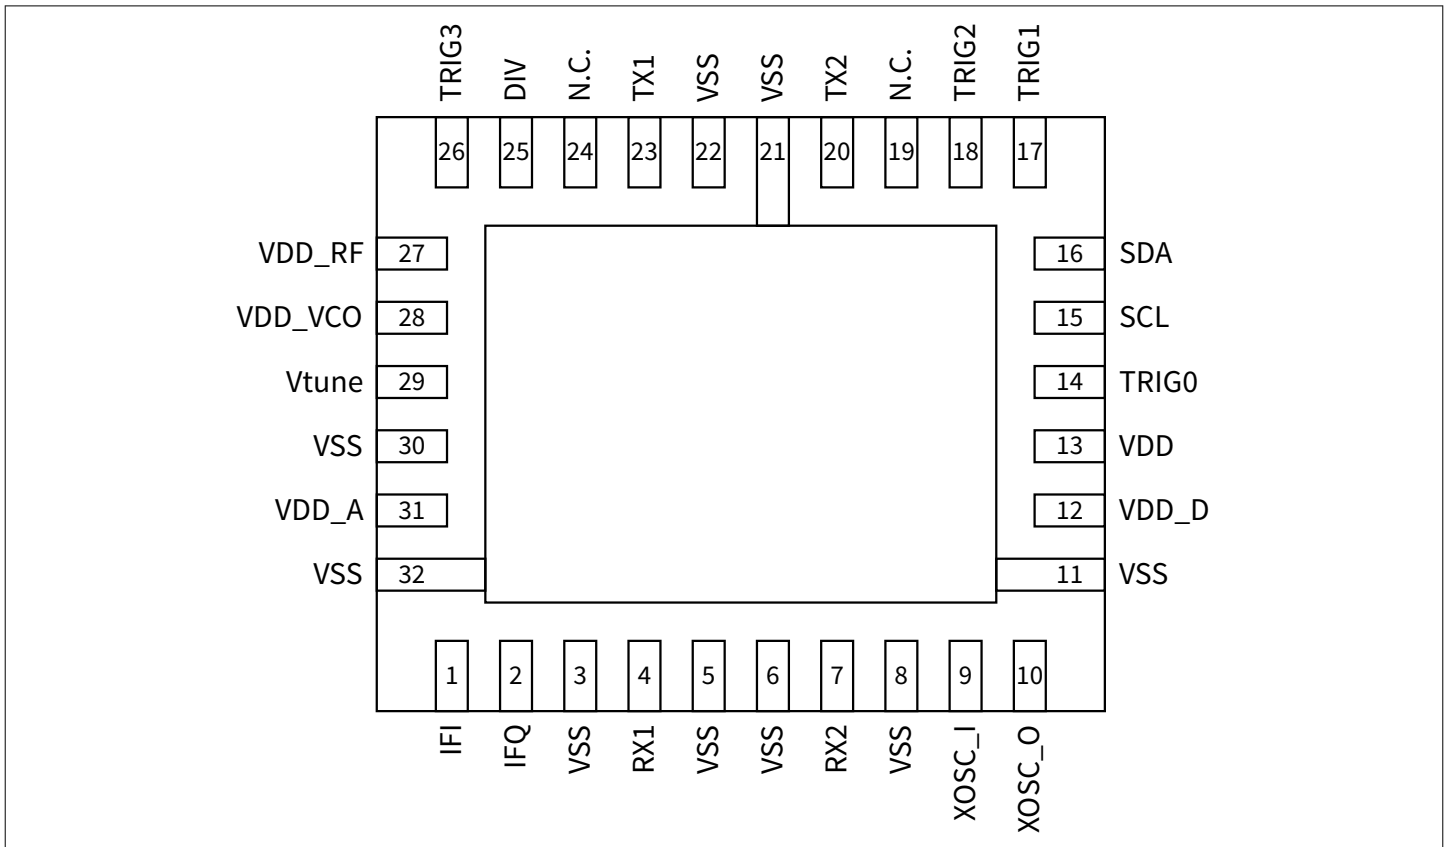 TRIG3
DIV
N.C.
TX1
VSS
VSS
TX2
N.C.
TRIG2
TRIG1
26 25 24 23 22 21 20 19 18 17
VDD_RF 27 16 SDA
VDD_VCO 28 15 SCL
Vtune 29 14 TRIG0
VSS 30 13 VDD
VDD_A 31 12 VDD_D
VSS 32 11 VSS
1 2 3 4 5 6 7 8 9 10
IFI
IFQ
VSS
RX1
VSS
VSS
RX2
VSS
XOSC_I
XOSC_O